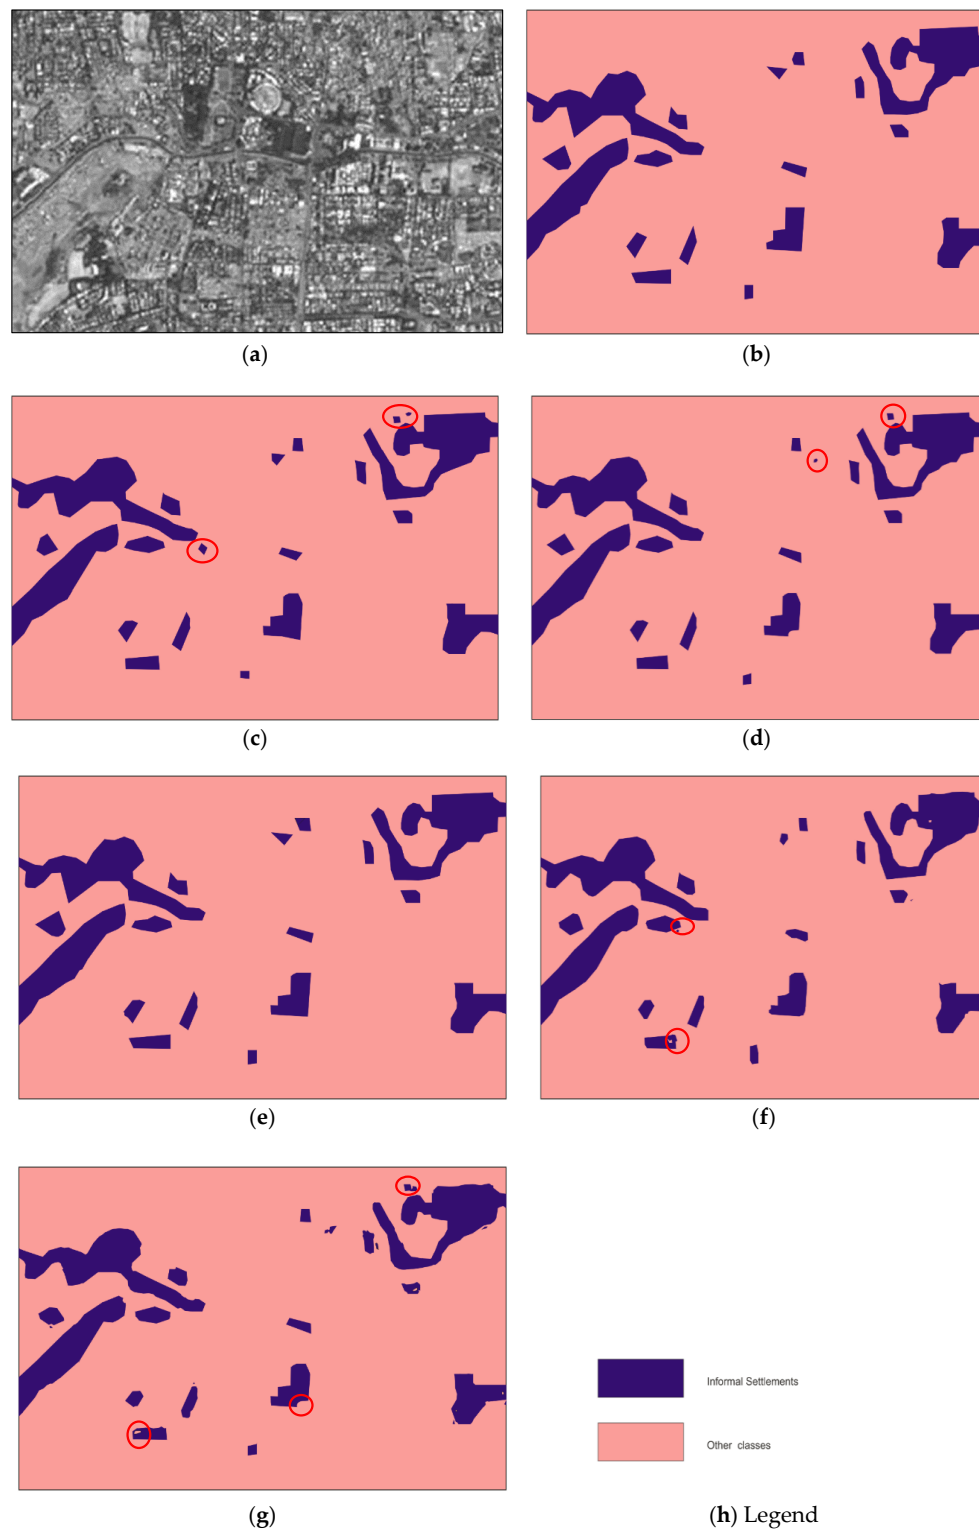 (a)
(b)
(c)
(d)
(e)
(f)
Informal Settlements
Other classes
(g)
(h) Legend